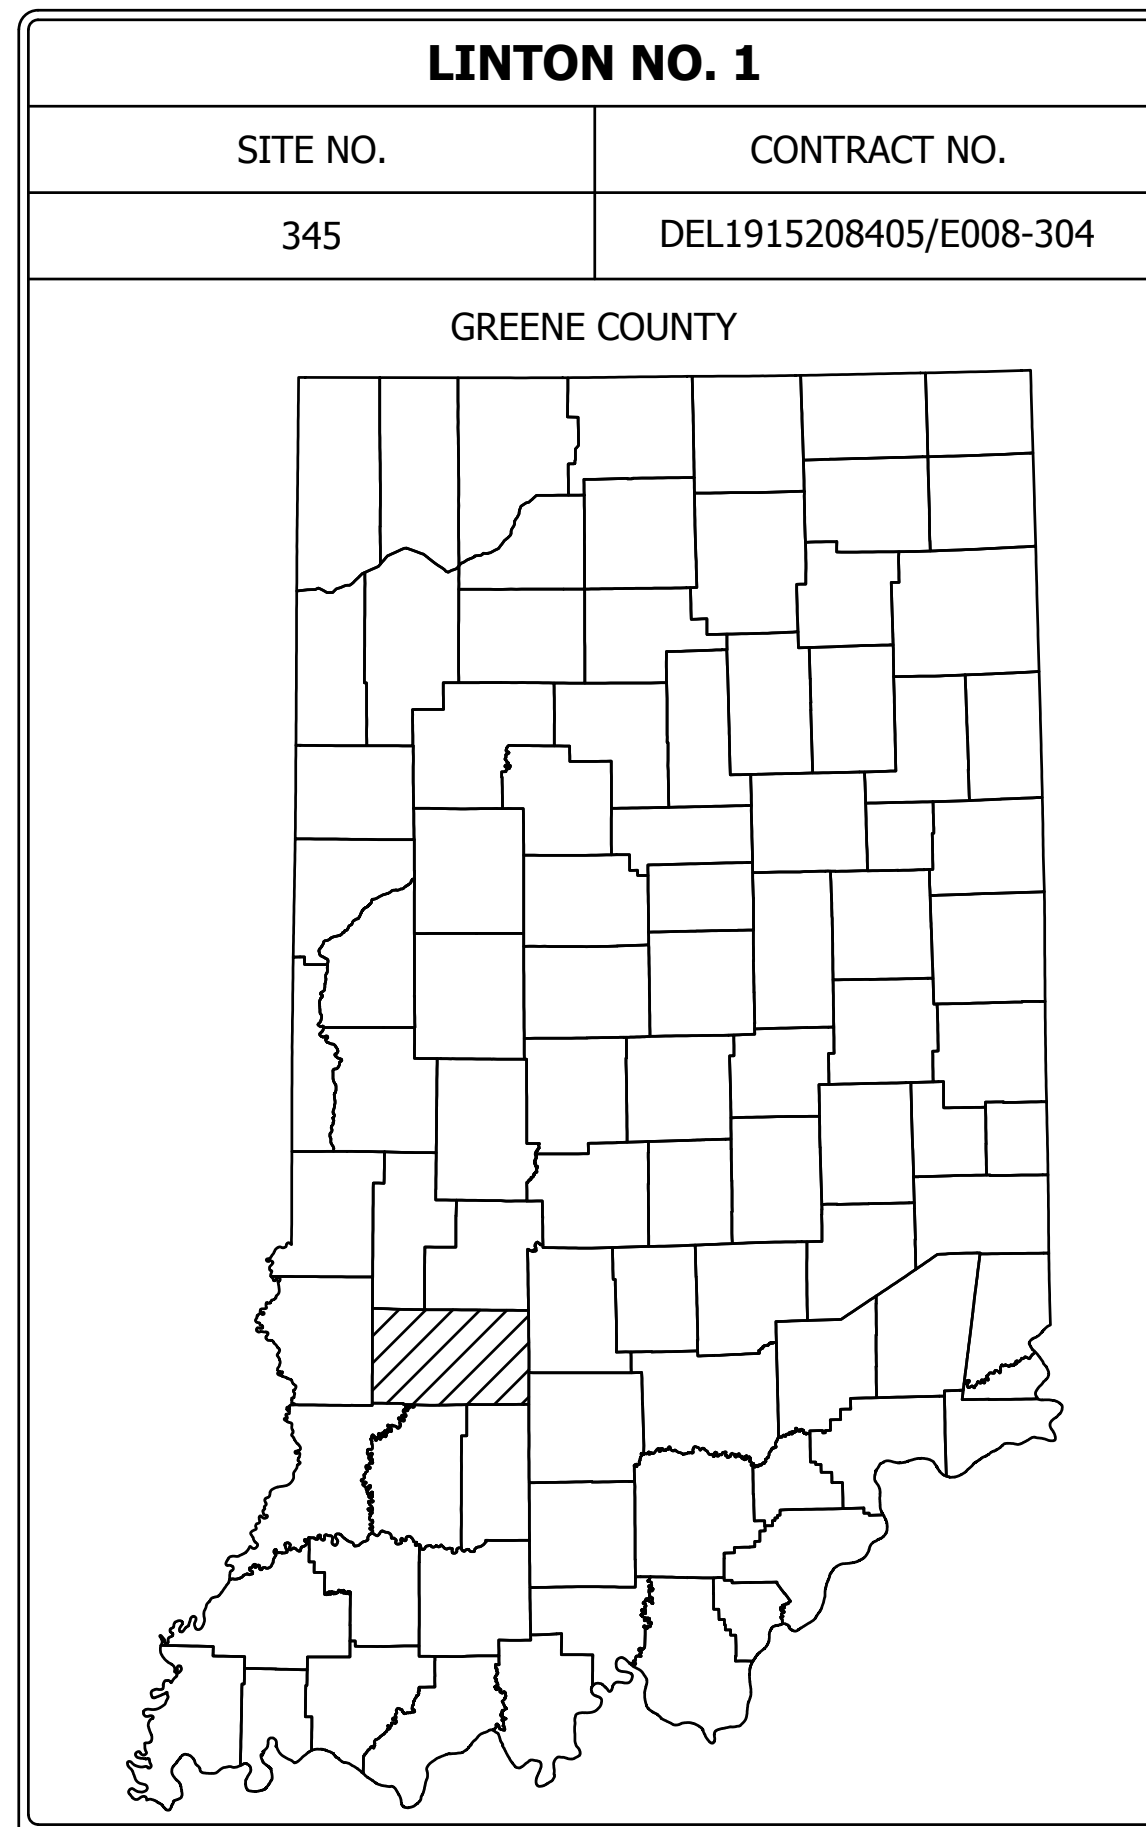 LINTON NO. 1
SITE NO. CONTRACT NO.
345 DEL1915208405/E008-304
GREENE COUNTY